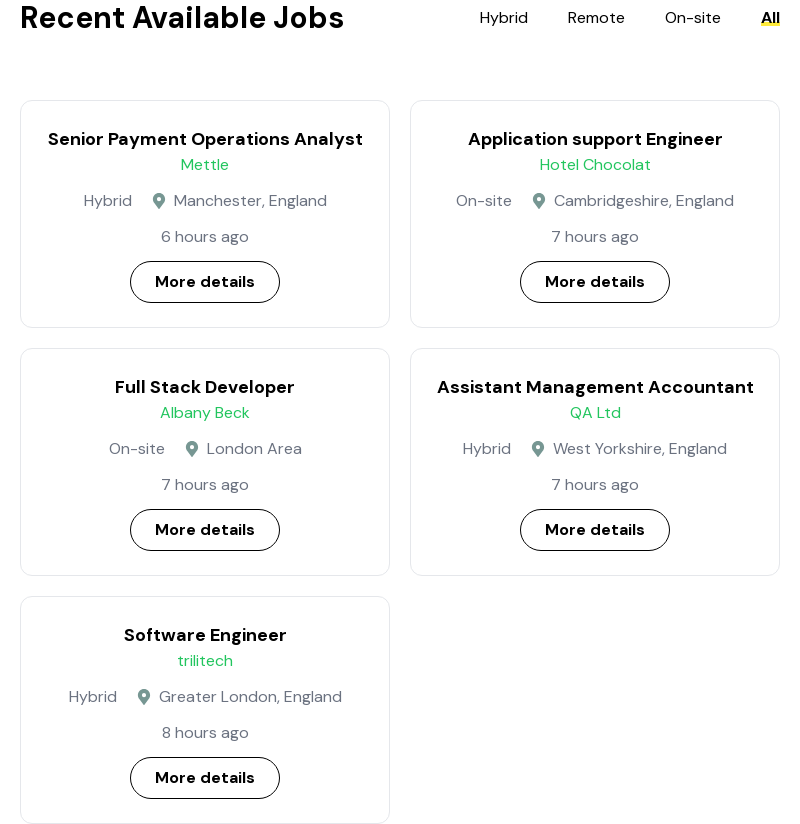 Recent Available Jobs
Hybrid Remote On-site All
Senior Payment Operations Analyst
Mettle
Hybrid Manchester, England
6 hours ago
More details
Application support Engineer
Hotel Chocolat
On-site Cambridgeshire, England
7 hours ago
More details
Full Stack Developer
Albany Beck
On-site London Area
7 hours ago
More details
Assistant Management Accountant
QA Ltd
Hybrid West Yorkshire, England
7 hours ago
More details
Software Engineer
trilitech
Hybrid Greater London, England
8 hours ago
More details